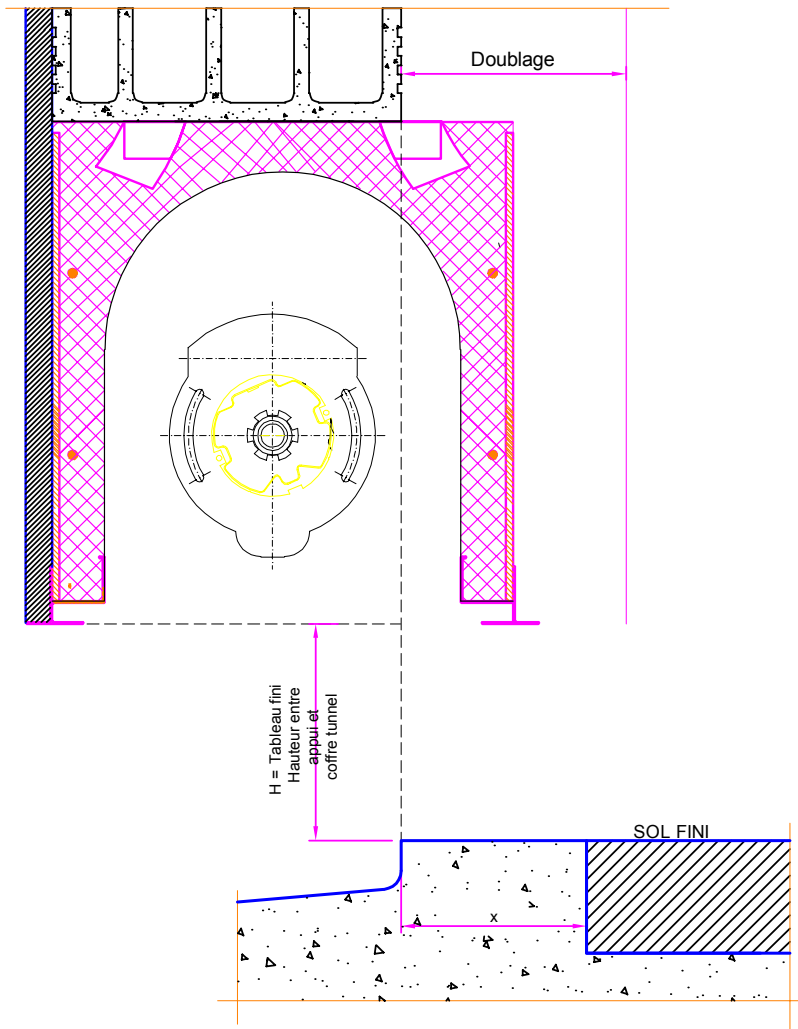 Doublage
H = Tableau fini
Hauteur entre
appui et
coffre tunnel
SOL FINI
x